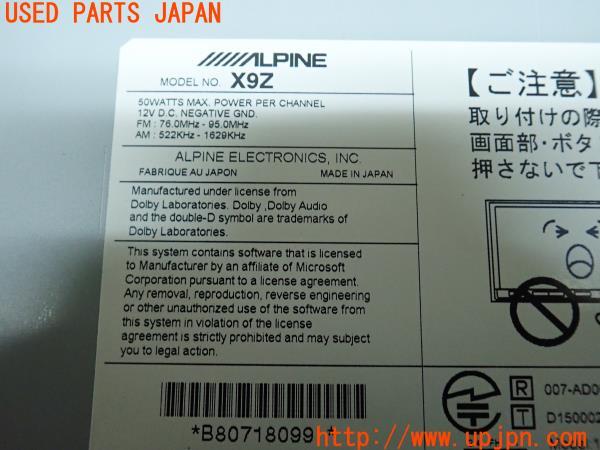 USED PARTS JAPAN
ALPINE
MODEL NO. X9Z
50WATTS MAX. POWER PER CHANNEL
12V D.C. NEGATIVE GND.
FM : 76.0MHz - 95.0MHz
AM : 522KHz - 1629KHz
ALPINE ELECTRONICS, INC.
FABRIQUE AU JAPON MADE IN JAPAN
Manufactured under license from
Dolby Laboratories. Dolby ,Dolby Audio
and the double-D symbol are trademarks of
Dolby Laboratories.
This system contains software that is licensed
to Manufacturer by an affiliate of Microsoft
Corporation pursuant to a license agreement.
Any removal, reproduction, reverse engineering
or other unauthorized use of the software from
this system in violation of the license
agreement is strictly prohibited and may subject
you to legal action.
*B80718099
【ご注意】
取り付けの際
画面部・ボタ
押さないで下
R 007-AD0
T D15000
http://www.upjpn.com